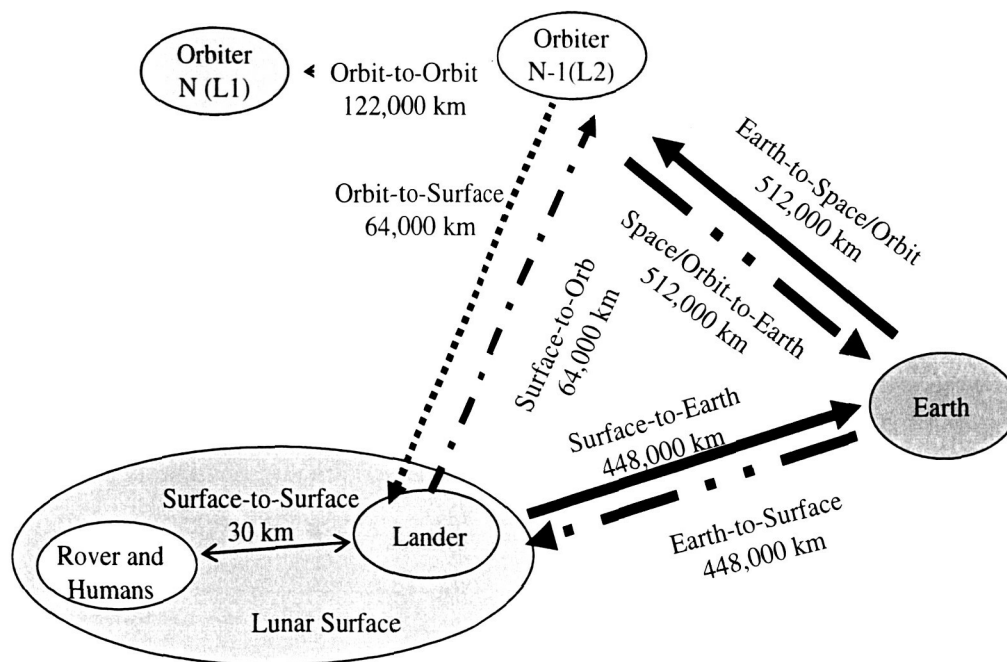 Orbiter
N (L1)
Orbit-to-Orbit
122,000 km
Orbiter
N-1(L2)
Earth-to-Space/Orbit
512,000 km
Space/Orbit-to-Earth
512,000 km
Orbit-to-Surface
64,000 km
Surface-to-Orb
64,000 km
Earth
Surface-to-Earth
448,000 km
Earth-to-Surface
448,000 km
Surface-to-Surface
30 km
Lander
Rover and
Humans
Lunar Surface